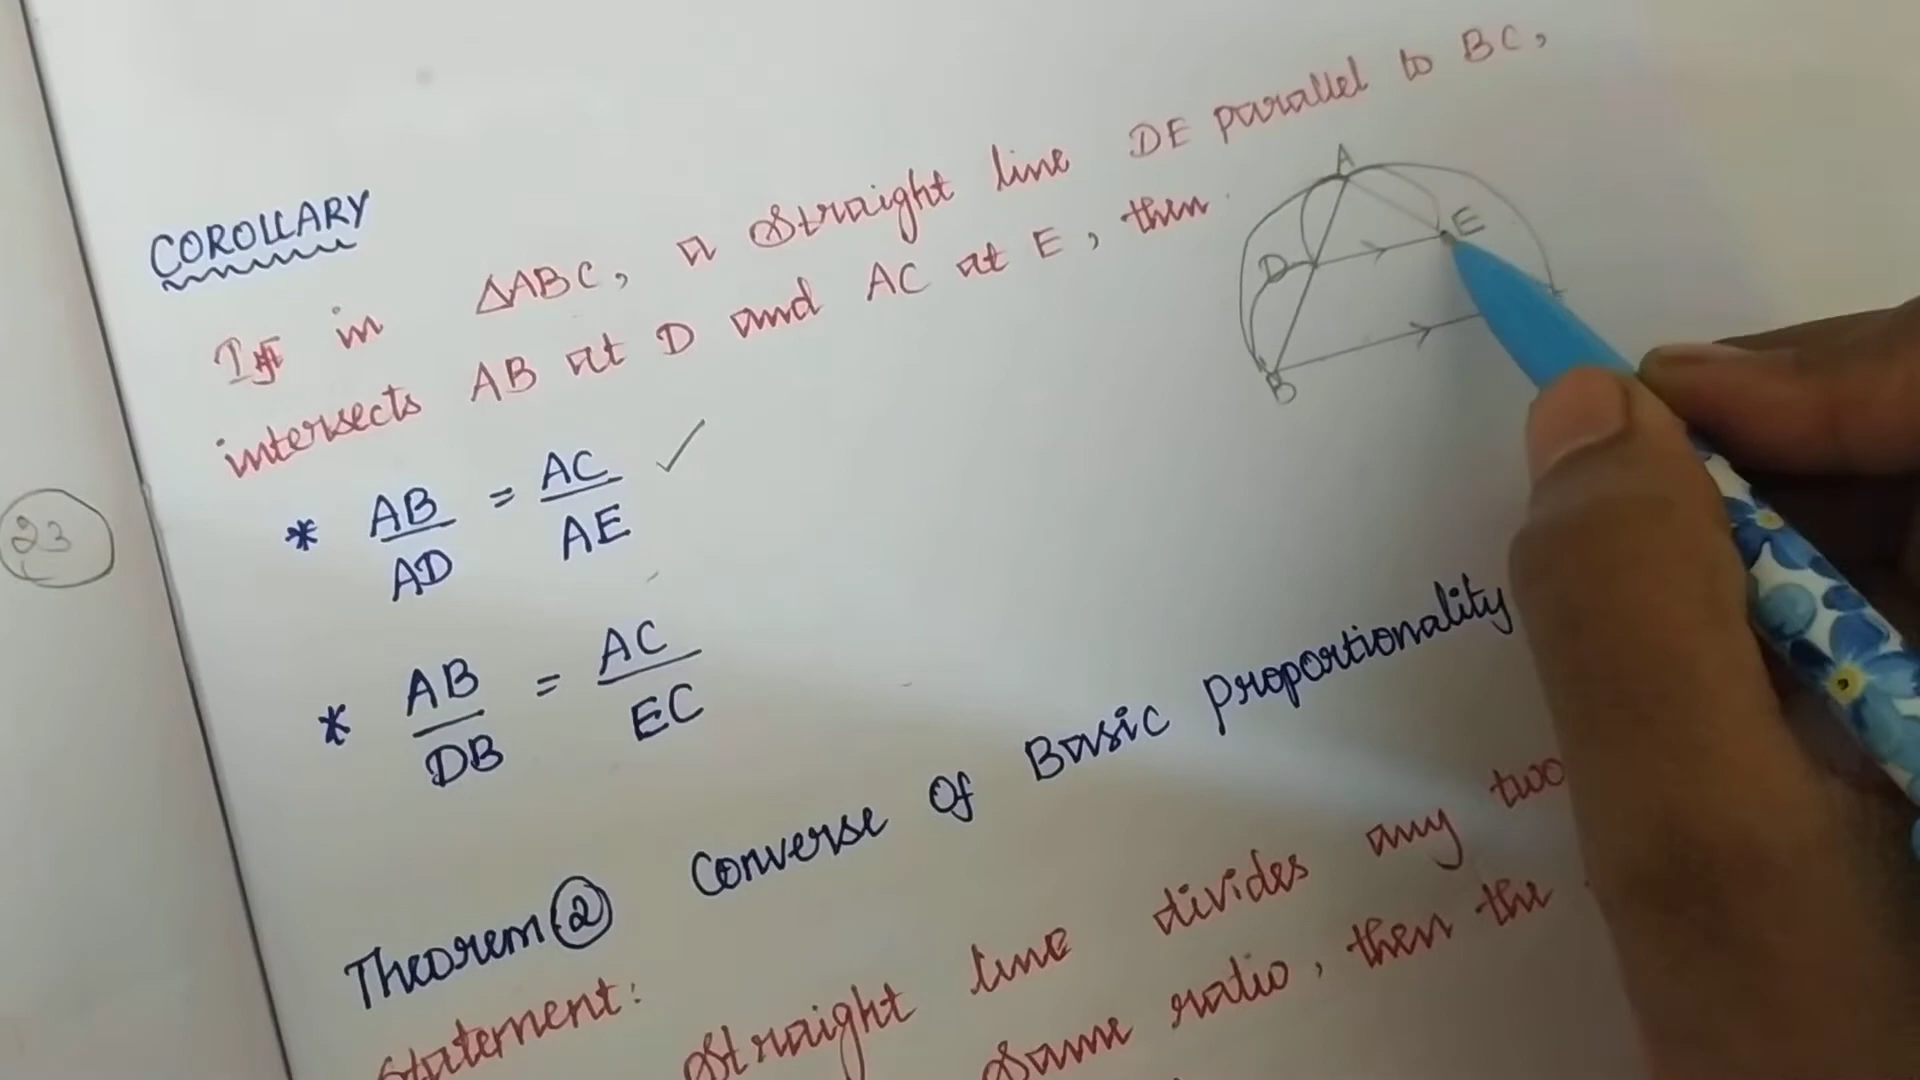 COROLLARY
If in ΔABC, a straight line DE parallel to BC,
intersects AB at D and AC at E, then
A
D
E
B
* AB/AD = AC/AE ✓
* AB/DB = AC/EC
23
Theorem ② Converse of Basic Proportionality
Statement:
straight line divides any two
same ratio, then the